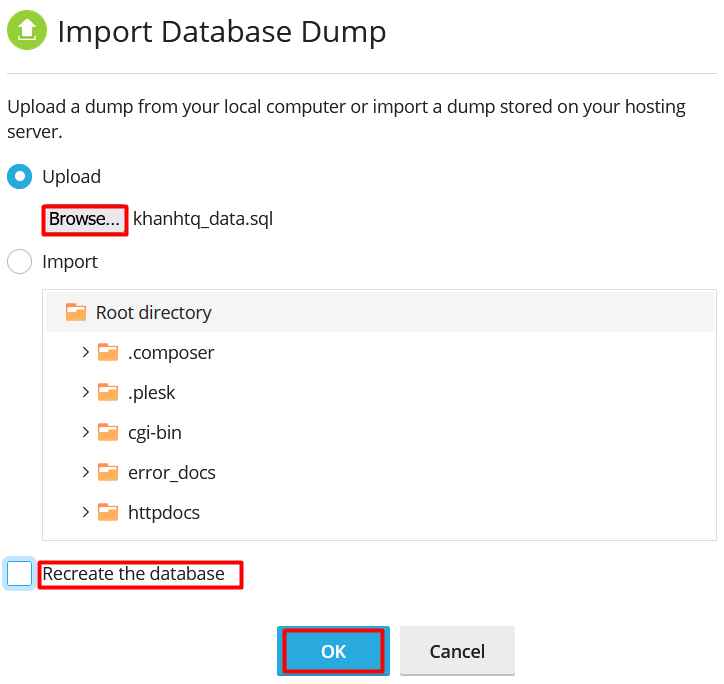 Import Database Dump
Upload a dump from your local computer or import a dump stored on your hosting
server.
Upload
Browse... khanhtq_data.sql
Import
Root directory
.composer
.plesk
cgi-bin
error_docs
httpdocs
Recreate the database
OK Cancel